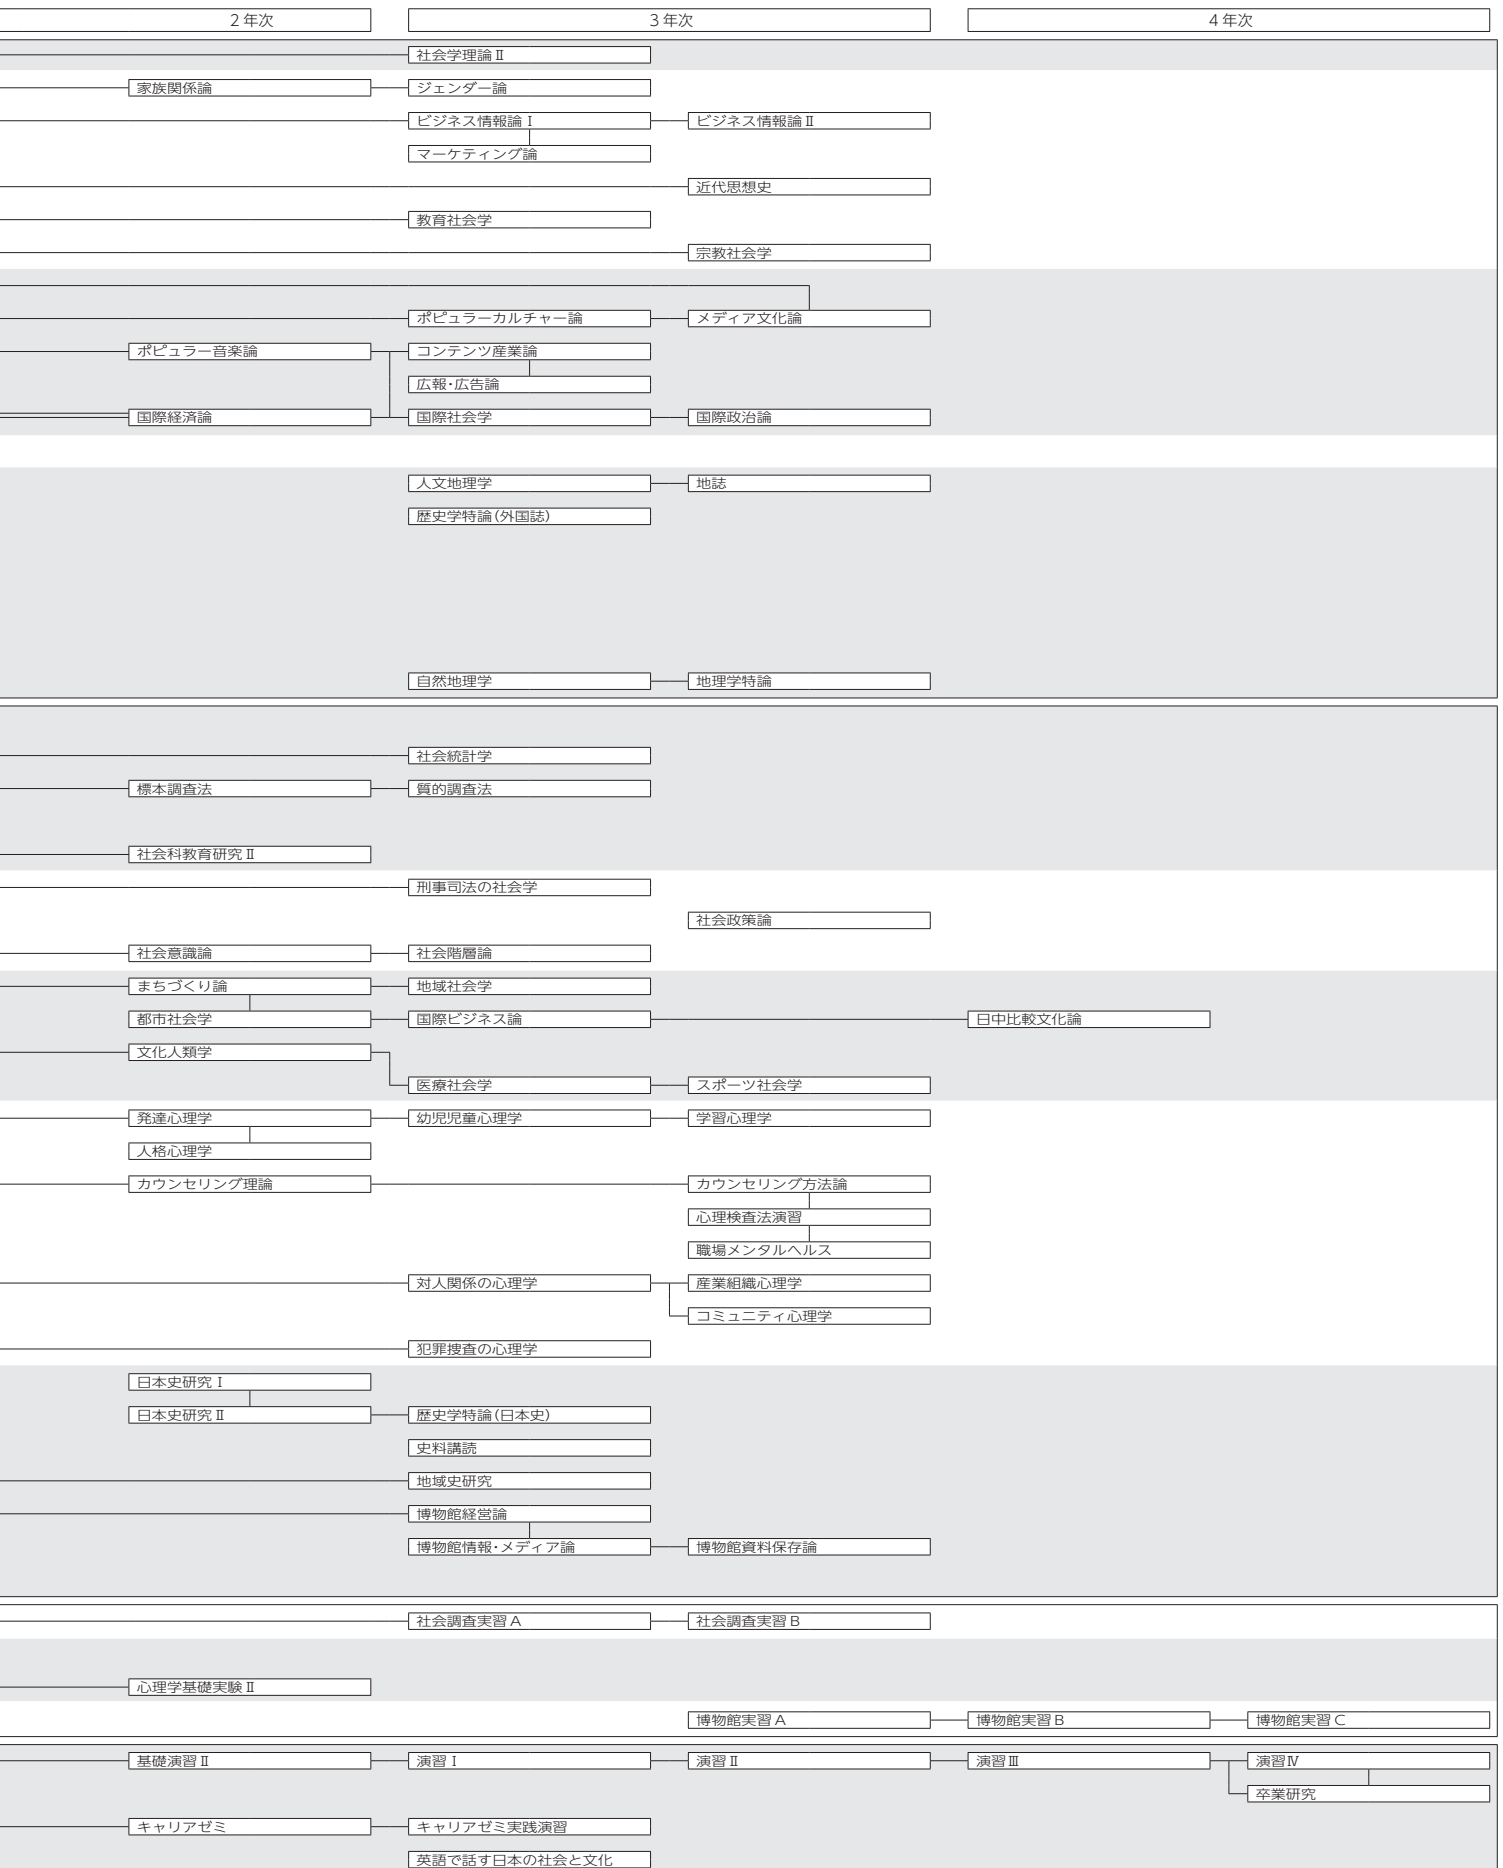 2年次 3年次 4年次
社会学理論Ⅱ
家族関係論 ジェンダー論
ビジネス情報論Ⅰ ビジネス情報論Ⅱ
マーケティング論
近代思想史
教育社会学
宗教社会学
ポピュラーカルチャー論 メディア文化論
ポピュラー音楽論 コンテンツ産業論
広報・広告論
国際経済論 国際社会学 国際政治論
人文地理学 地誌
歴史学特論(外国誌)
自然地理学 地理学特論
社会統計学
標本調査法 質的調査法
社会科教育研究Ⅱ
刑事司法の社会学
社会政策論
社会意識論 社会階層論
まちづくり論 地域社会学
都市社会学 国際ビジネス論 日中比較文化論
文化人類学
医療社会学 スポーツ社会学
発達心理学 幼児児童心理学 学習心理学
人格心理学
カウンセリング理論 カウンセリング方法論
心理検査法演習
職場メンタルヘルス
対人関係の心理学 産業組織心理学
コミュニティ心理学
犯罪捜査の心理学
日本史研究Ⅰ
日本史研究Ⅱ 歴史学特論(日本史)
史料講読
地域史研究
博物館経営論
博物館情報・メディア論 博物館資料保存論
社会調査実習A 社会調査実習B
心理学基礎実験Ⅱ
博物館実習A 博物館実習B 博物館実習C
基礎演習Ⅱ 演習Ⅰ 演習Ⅱ 演習Ⅲ 演習Ⅳ
卒業研究
キャリアゼミ キャリアゼミ実践演習
英語で話す日本の社会と文化